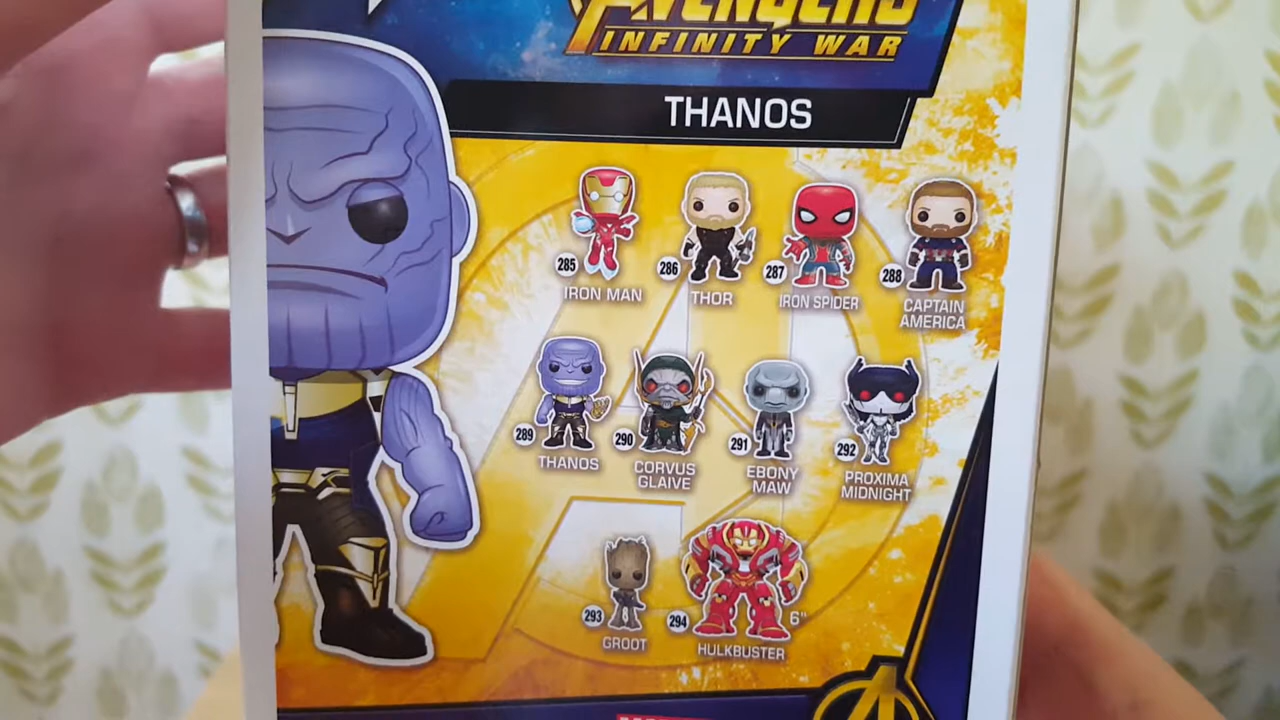 AVENGERS
INFINITY WAR
THANOS
285
IRON MAN
286
THOR
287
IRON SPIDER
288
CAPTAIN
AMERICA
289
THANOS
290
CORVUS
GLAIVE
291
EBONY
MAW
292
PROXIMA
MIDNIGHT
293
GROOT
294
6"
HULKBUSTER